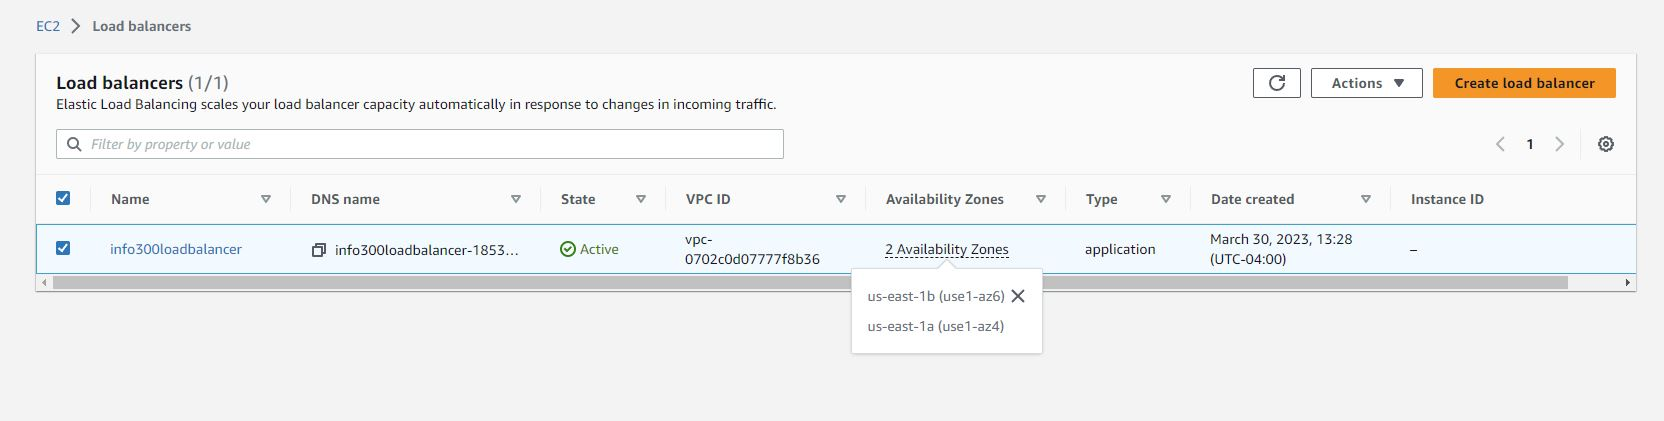 EC2 > Load balancers
Load balancers (1/1)
Elastic Load Balancing scales your load balancer capacity automatically in response to changes in incoming traffic.
Actions
Create load balancer
Filter by property or value
1
Name DNS name State VPC ID Availability Zones Type Date created Instance ID
info300loadbalancer info300loadbalancer-1853... Active vpc-0702c0d07777f8b36 2 Availability Zones application March 30, 2023, 13:28 (UTC-04:00) –
us-east-1b (use1-az6)
us-east-1a (use1-az4)